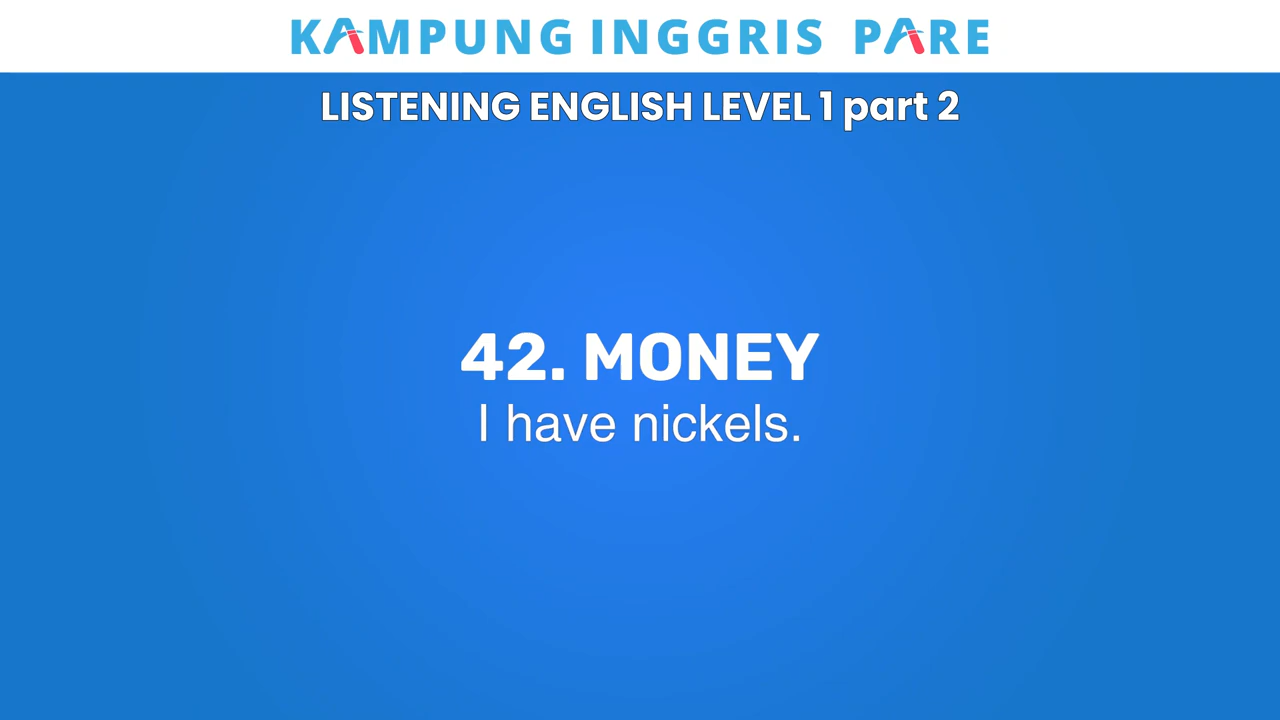 KAMPUNG INGGRIS PARE
LISTENING ENGLISH LEVEL 1 part 2
42. MONEY
I have nickels.